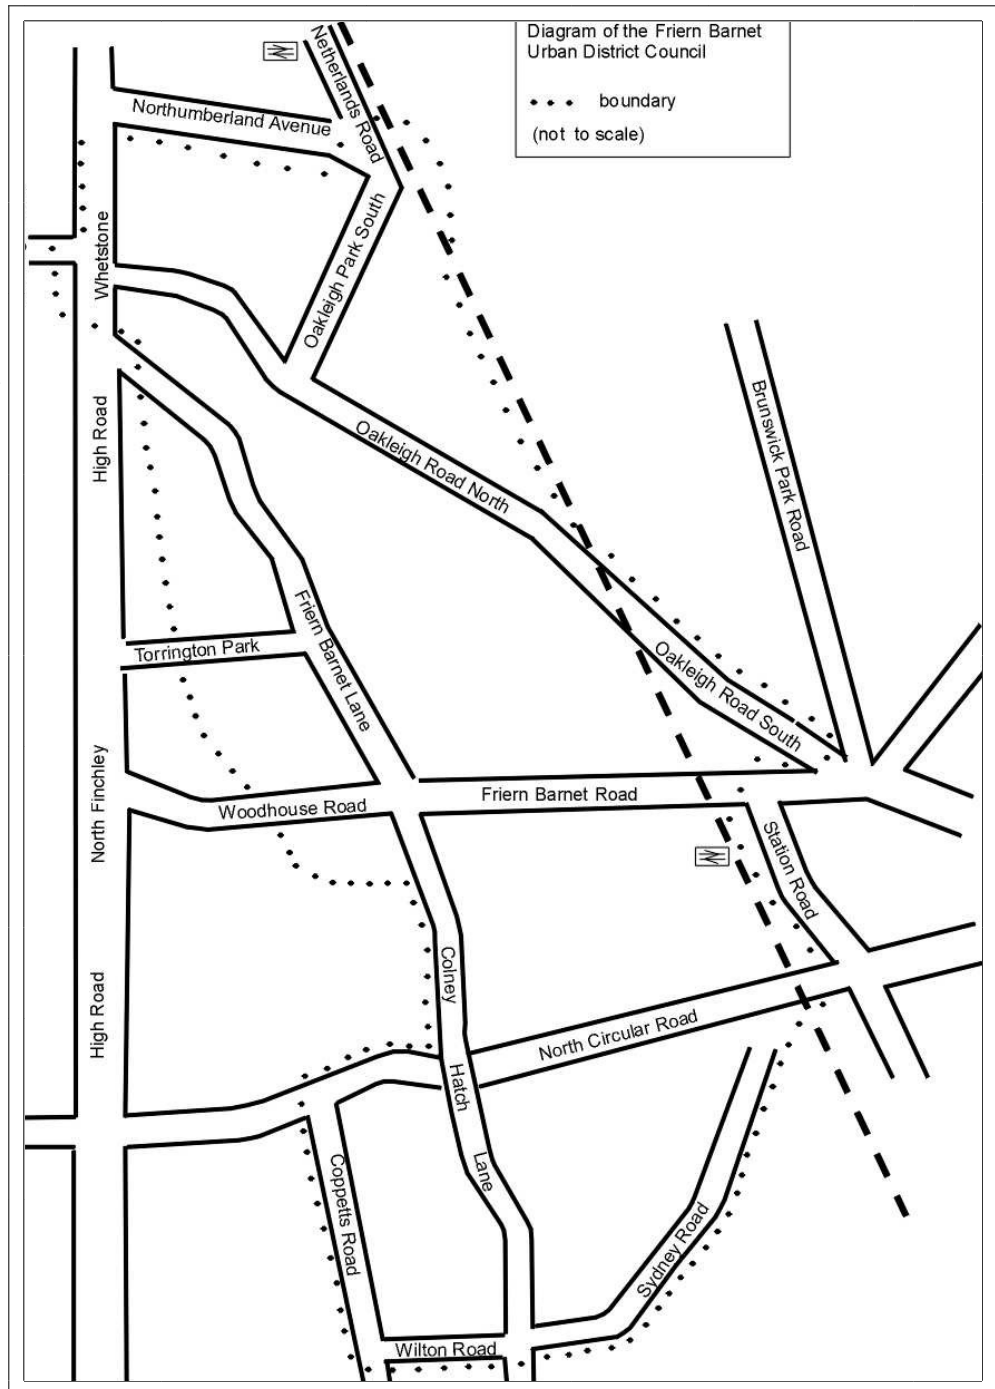 Diagram of the Friern Barnet
Urban District Council
boundary
(not to scale)
Netherlands Road
Northumberland Avenue
Oakleigh Park South
Whetstone
High Road
Oakleigh Road North
Brunswick Park Road
Friern Barnet Lane
Torrington Park
Oakleigh Road South
North Finchley
Woodhouse Road
Friern Barnet Road
Station Road
High Road
Colney
Hatch
Lane
North Circular Road
Coppetts Road
Sydney Road
Wilton Road